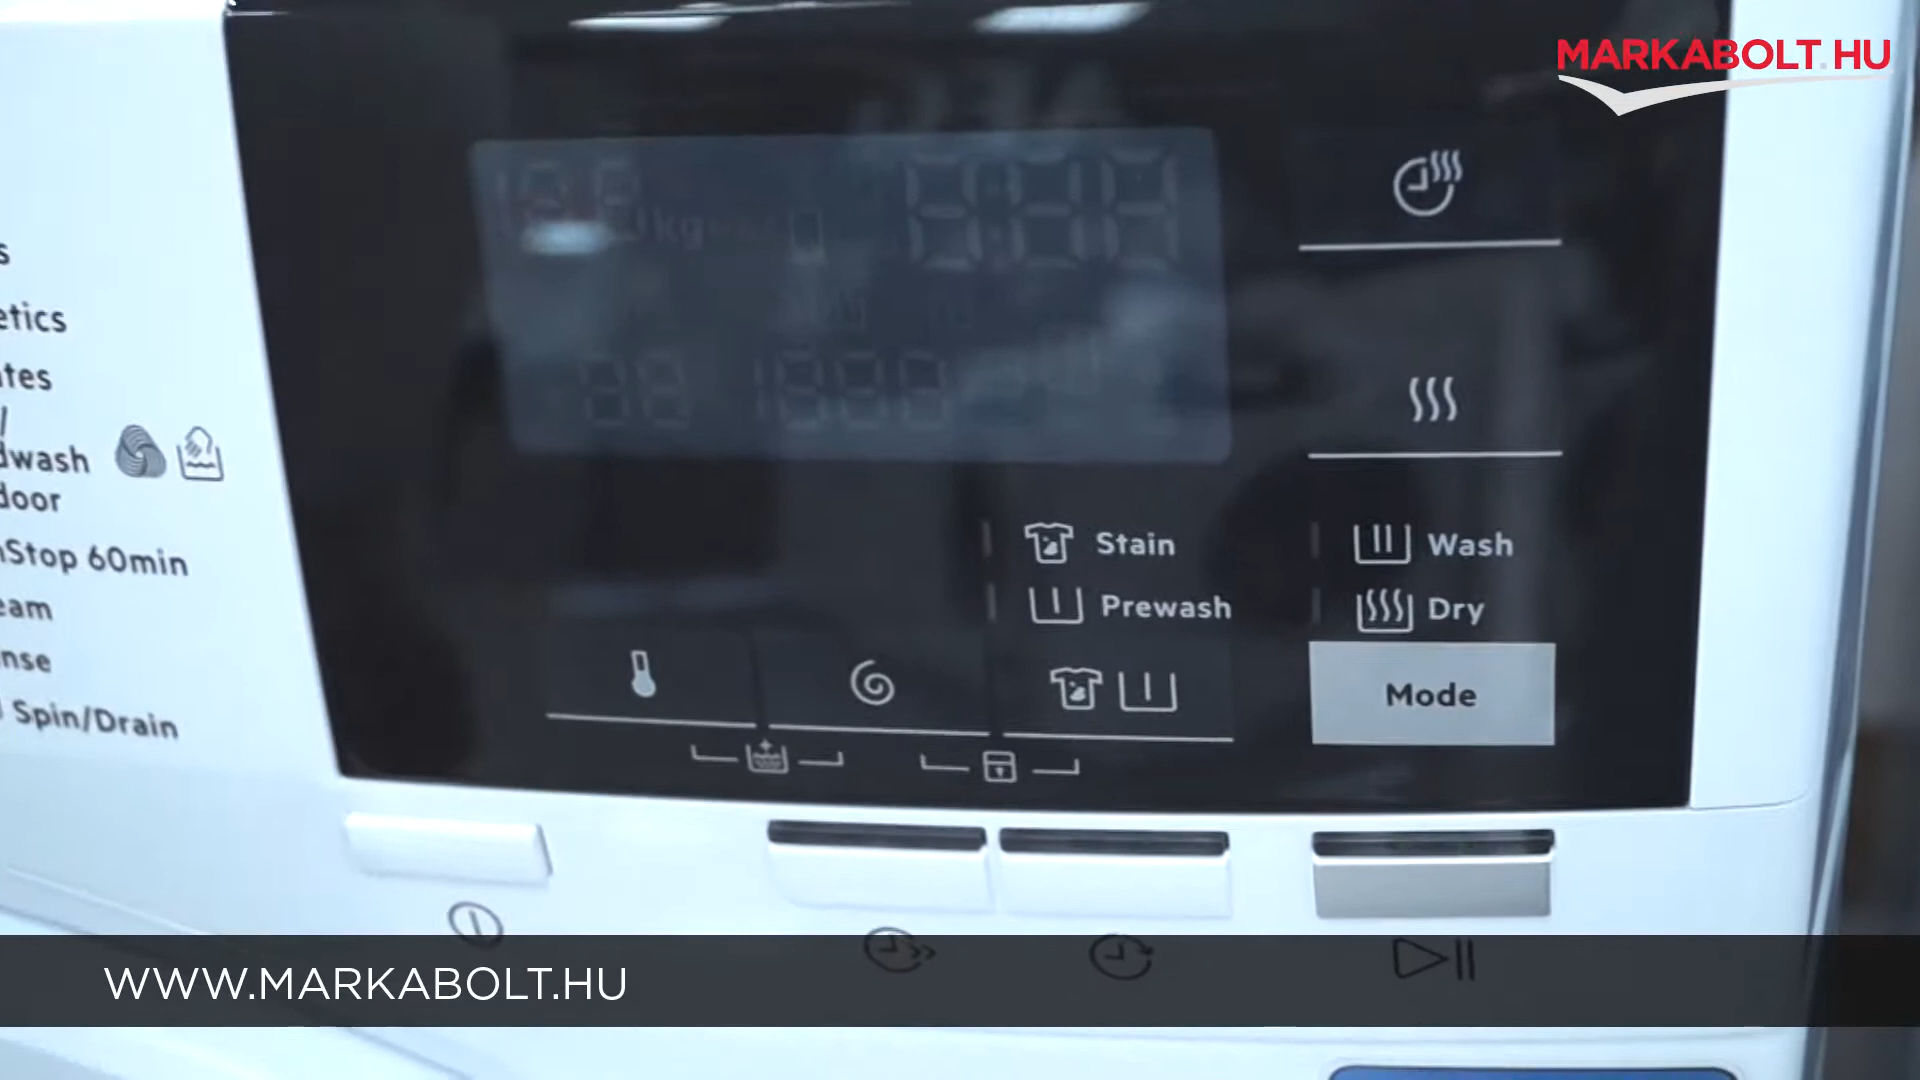 MARKABOLT.HU
kg
s
etics
tes
dwash
door
Stop 60min
eam
nse
Spin/Drain
Stain
Prewash
Wash
Dry
Mode
WWW.MARKABOLT.HU